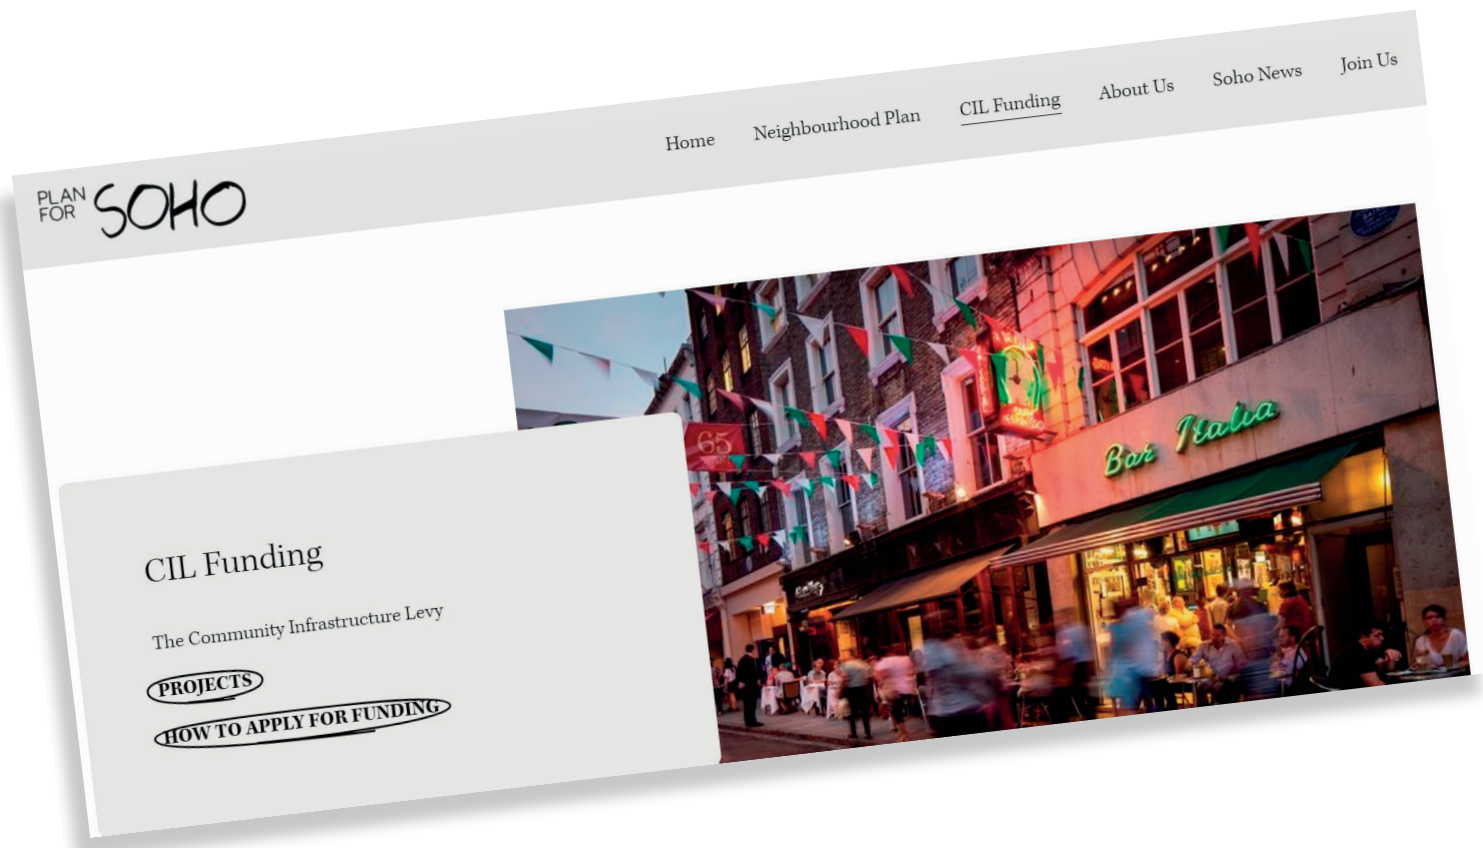 PLAN
FOR
SOHO
Home
Neighbourhood Plan
CIL Funding
About Us
Soho News
Join Us
65
Bar Italia
CIL Funding
The Community Infrastructure Levy
PROJECTS
HOW TO APPLY FOR FUNDING